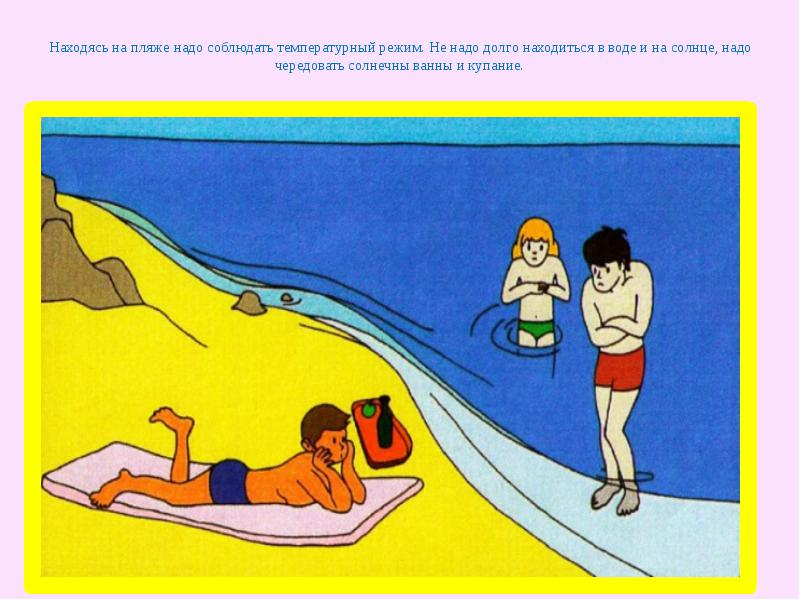 Находясь на пляже надо соблюдать температурный режим. Не надо долго находиться в воде и на солнце, надо
чередовать солнечны ванны и купание.